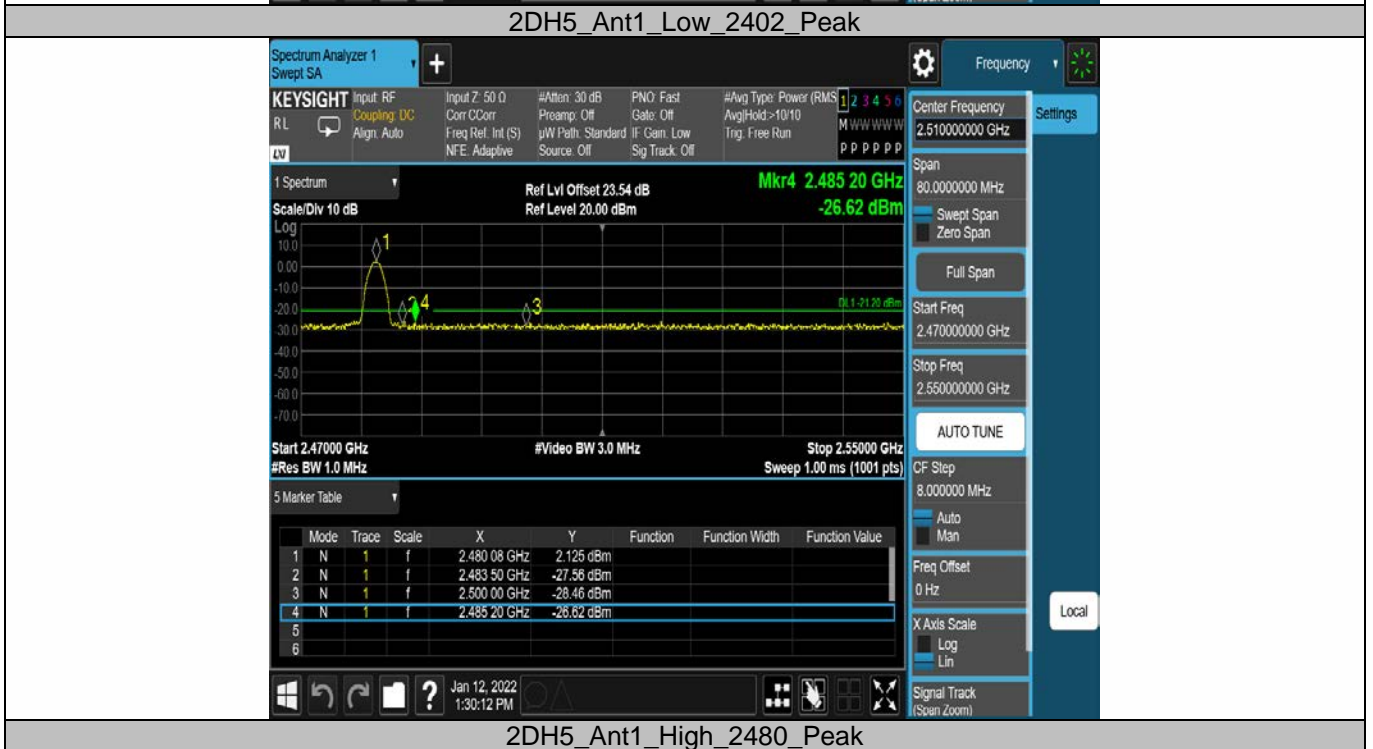 2DH5_Ant1_Low_2402_Peak
Spectrum Analyzer 1
Swept SA
Frequency
KEYSIGHT
RL
Input: RF
Coupling: DC
Align: Auto
Input Z: 50 Ω
Corr CCorr
Freq Ref: Int (S)
NFE: Adaptive
#Atten: 30 dB
Preamp: Off
µW Path: Standard
Source: Off
PNO: Fast
Gate: Off
IF Gain: Low
Sig Track: Off
#Avg Type: Power (RMS
Avg|Hold:>10/10
Trig: Free Run
1 2 3 4 5 6
M W W W W W
P P P P P P
1 Spectrum
Scale/Div 10 dB
Ref Lvl Offset 23.54 dB
Ref Level 20.00 dBm
Mkr4 2.485 20 GHz
-26.62 dBm
Log
10.0
0.00
-10.0
-20.0
-30.0
-40.0
-50.0
-60.0
-70.0
1
4
3
DL1 -21.20 dBm
Start 2.47000 GHz
#Res BW 1.0 MHz
#Video BW 3.0 MHz
Stop 2.55000 GHz
Sweep 1.00 ms (1001 pts)
5 Marker Table
Mode Trace Scale X Y Function Function Width Function Value
1 N 1 f 2.480 08 GHz 2.125 dBm
2 N 1 f 2.483 50 GHz -27.56 dBm
3 N 1 f 2.500 00 GHz -28.46 dBm
4 N 1 f 2.485 20 GHz -26.62 dBm
5
6
Jan 12, 2022
1:30:12 PM
Center Frequency
2.510000000 GHz
Settings
Span
80.0000000 MHz
Swept Span
Zero Span
Full Span
Start Freq
2.470000000 GHz
Stop Freq
2.550000000 GHz
AUTO TUNE
CF Step
8.000000 MHz
Auto
Man
Freq Offset
0 Hz
X Axis Scale
Log
Lin
Local
Signal Track
(Span Zoom)
2DH5_Ant1_High_2480_Peak